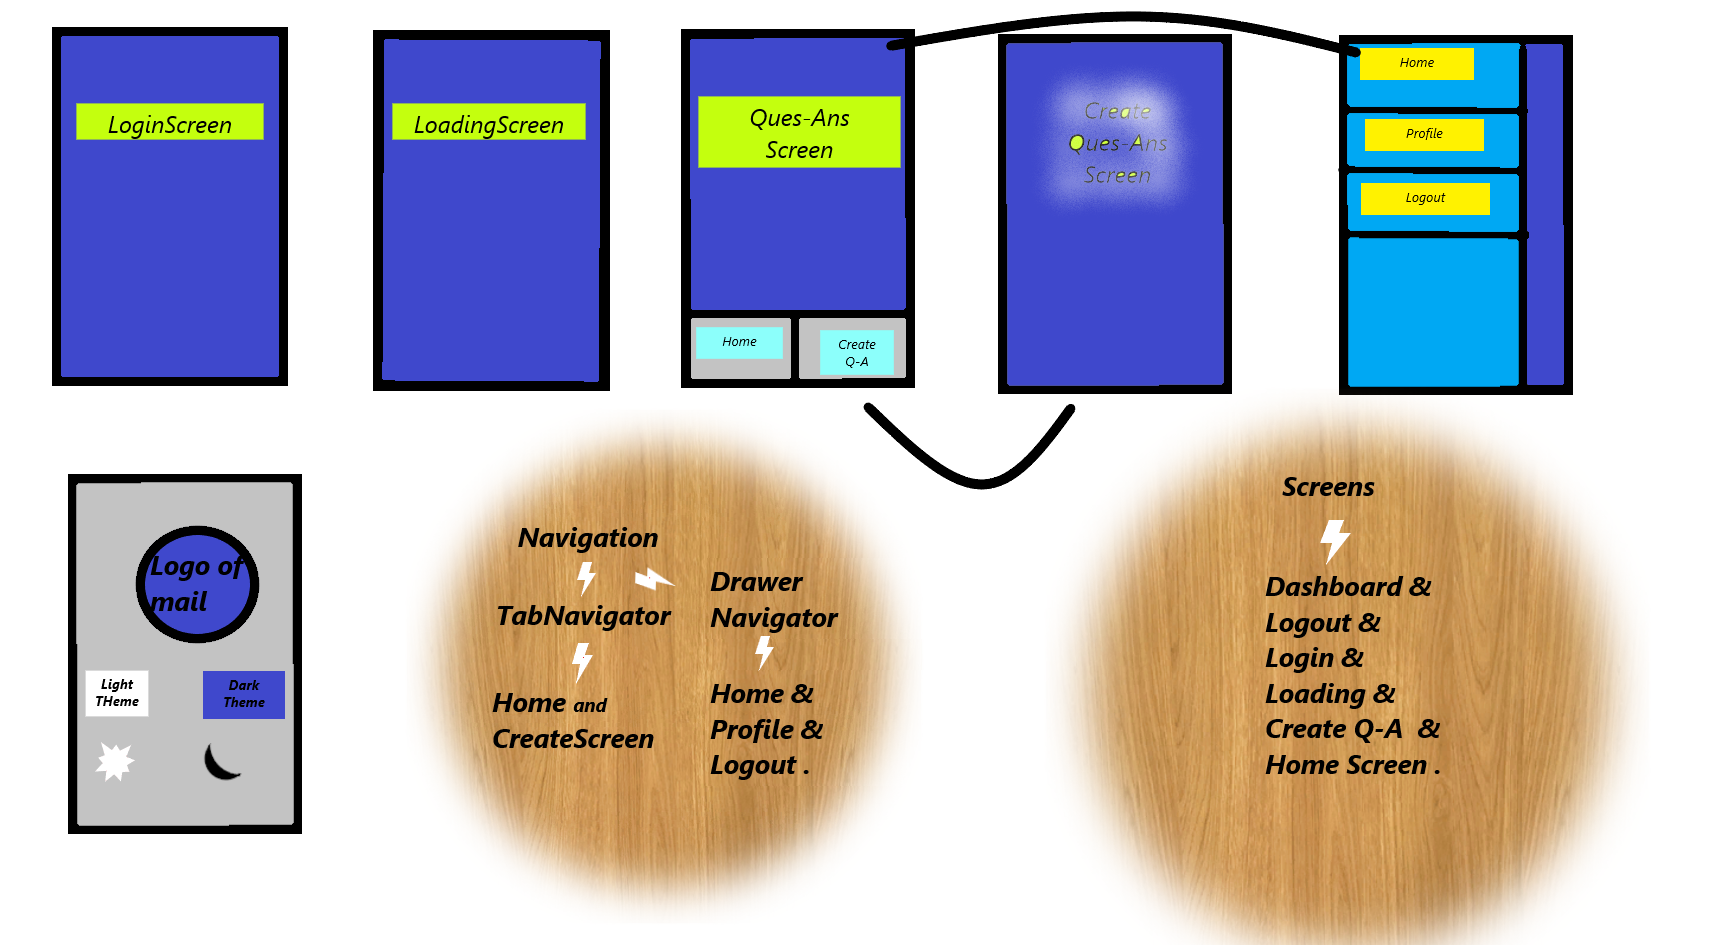 LoginScreen
LoadingScreen
Ques-Ans
Screen
Home
Create
Q-A
Create
Ques-Ans
Screen
Home
Profile
Logout
Logo of
mail
Light
THeme
Dark
Theme
Navigation
TabNavigator
Home and
CreateScreen
Drawer
Navigator
Home &
Profile &
Logout .
Screens
Dashboard &
Logout &
Login &
Loading &
Create Q-A &
Home Screen .